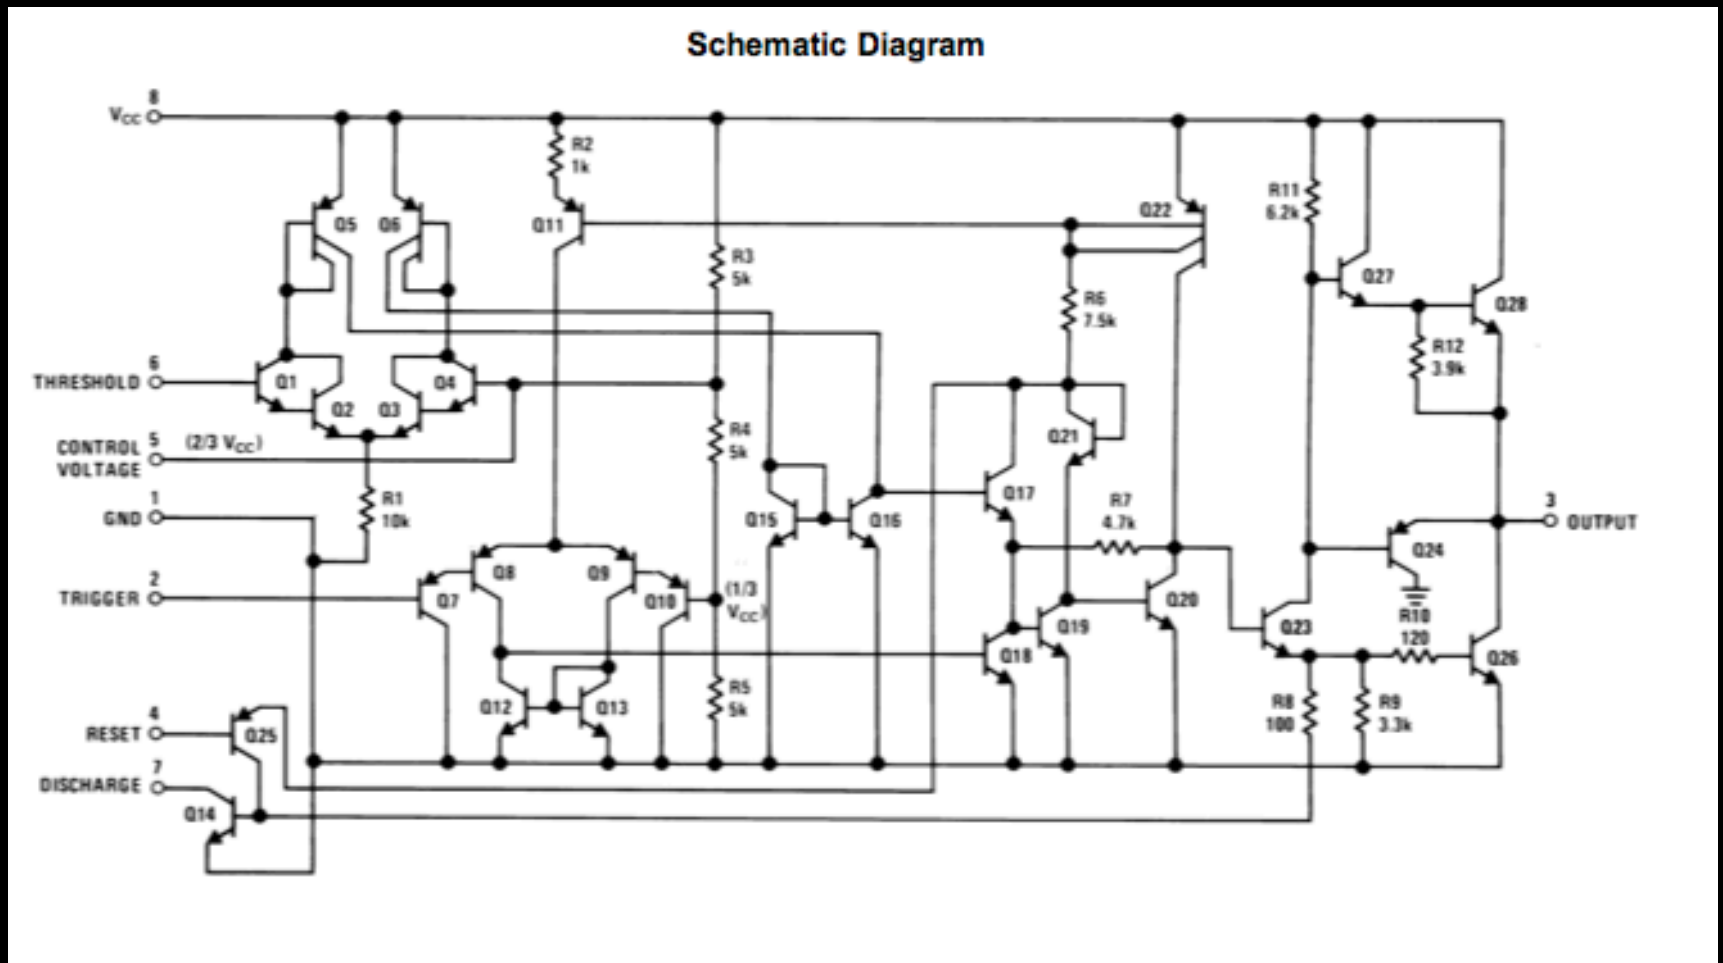 Schematic Diagram
8
VCC
R2
1k
Q5
Q6
Q11
Q22
R11
6.2k
R3
5k
Q27
R6
7.5k
Q28
R12
3.9k
6
THRESHOLD
Q1
Q4
Q2
Q3
R4
5k
Q21
CONTROL
VOLTAGE
5
(2/3 VCC)
1
GND
R1
10k
Q15
Q16
Q17
R7
4.7k
3
OUTPUT
Q24
2
TRIGGER
Q7
Q8
Q9
Q10
(1/3
VCC)
Q20
R10
120
Q19
Q23
Q18
Q26
Q12
Q13
R5
5k
R8
100
R9
3.3k
4
RESET
Q25
7
DISCHARGE
Q14